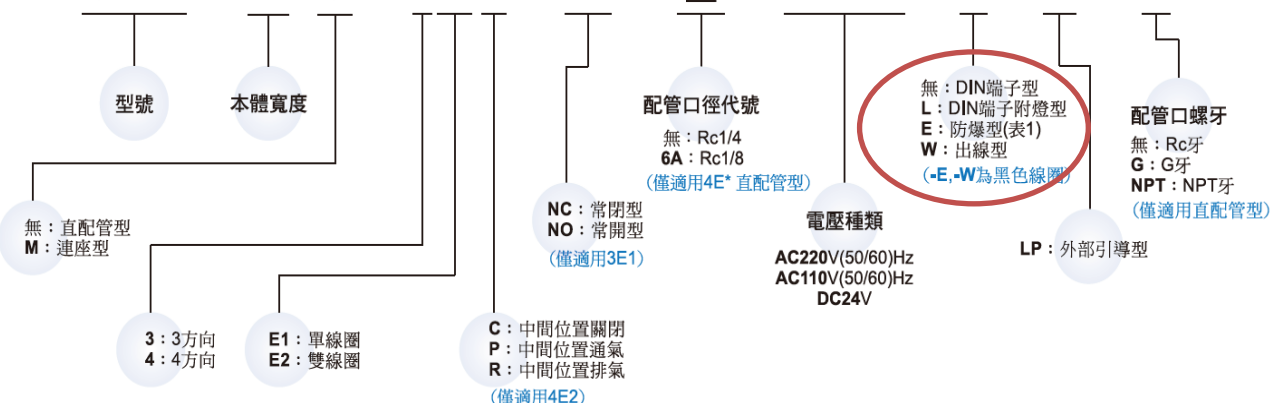 型號
本體寬度
無：直配管型
M：連座型
3：3方向
4：4方向
E1：單線圈
E2：雙線圈
C：中間位置關閉
P：中間位置通氣
R：中間位置排氣
（僅適用4E2）
NC：常閉型
NO：常開型
（僅適用3E1）
配管口徑代號
無：Rc1/4
6A：Rc1/8
（僅適用4E* 直配管型）
電壓種類
AC220V(50/60)Hz
AC110V(50/60)Hz
DC24V
無：DIN端子型
L：DIN端子附燈型
E：防爆型(表1)
W：出線型
（-E,-W為黑色線圈）
LP：外部引導型
配管口螺牙
無：Rc牙
G：G牙
NPT：NPT牙
（僅適用直配管型）